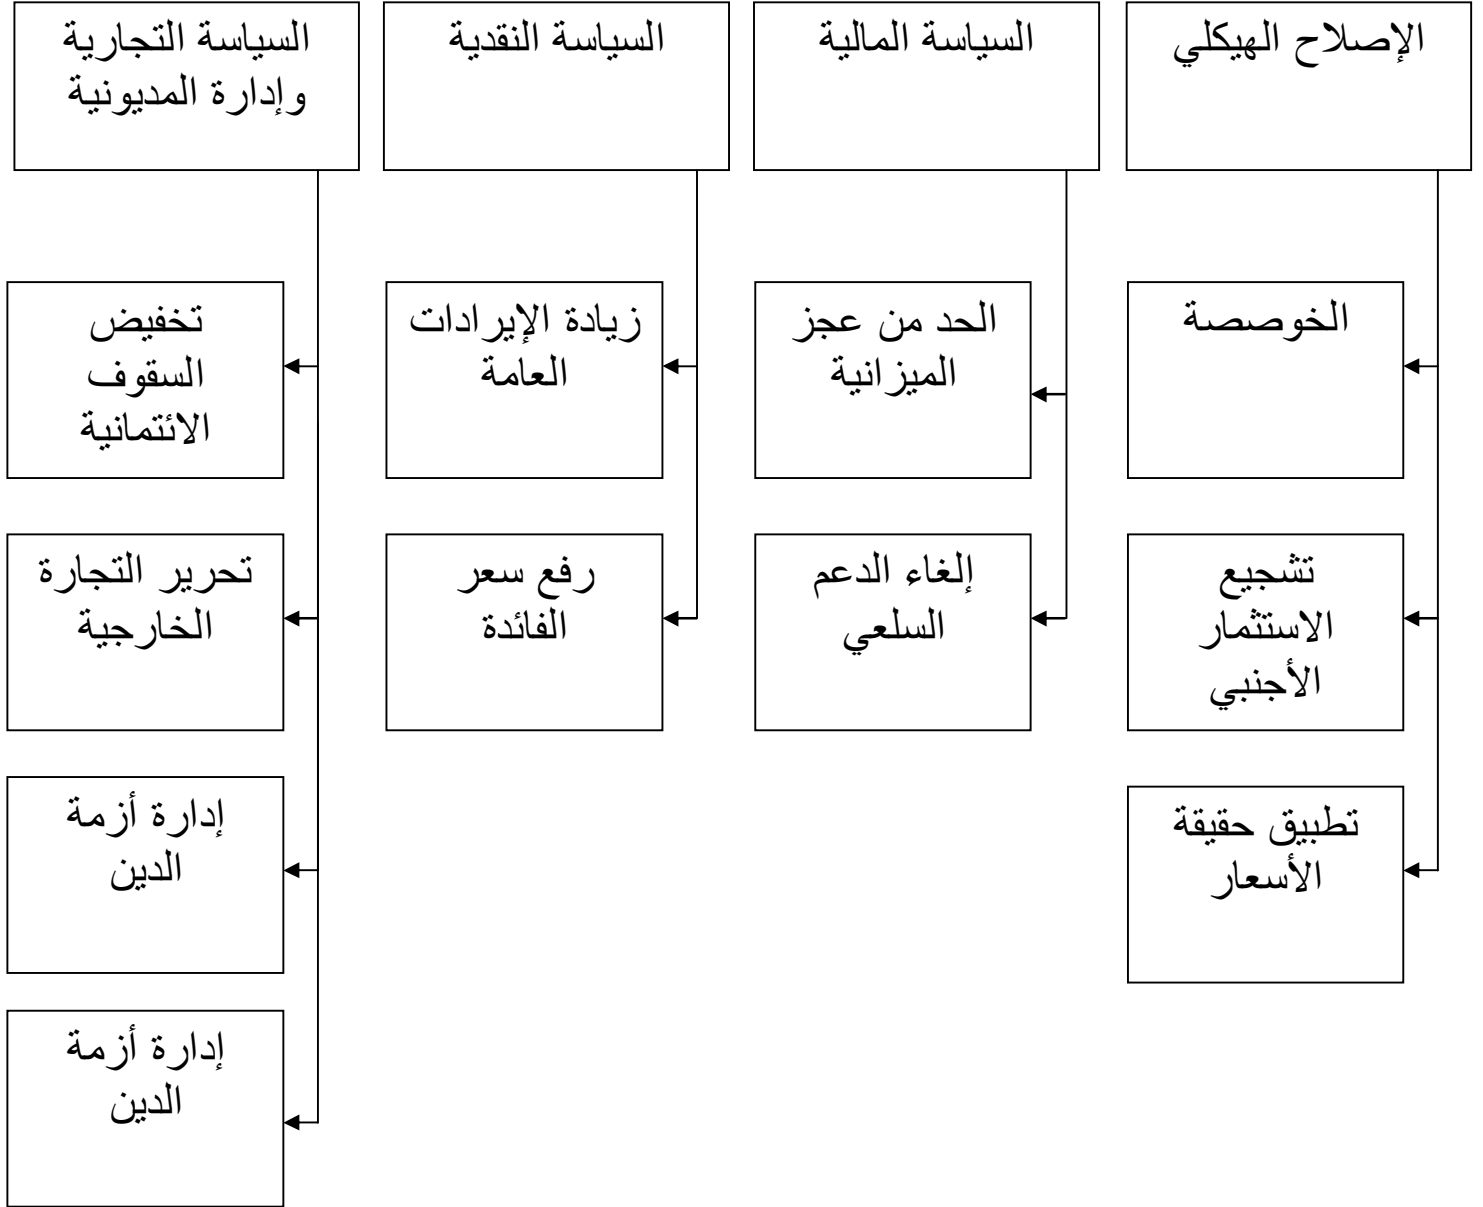 الإصلاح الهيكلي
السياسة المالية
السياسة النقدية
السياسة التجارية
وإدارة المديونية
الخوصصة
الحد من عجز
الميزانية
زيادة الإيرادات
العامة
تخفيض
السقوف
الائتمانية
تشجيع
الاستثمار
الأجنبي
إلغاء الدعم
السلعي
رفع سعر
الفائدة
تحرير التجارة
الخارجية
تطبيق حقيقة
الأسعار
إدارة أزمة
الدين
إدارة أزمة
الدين